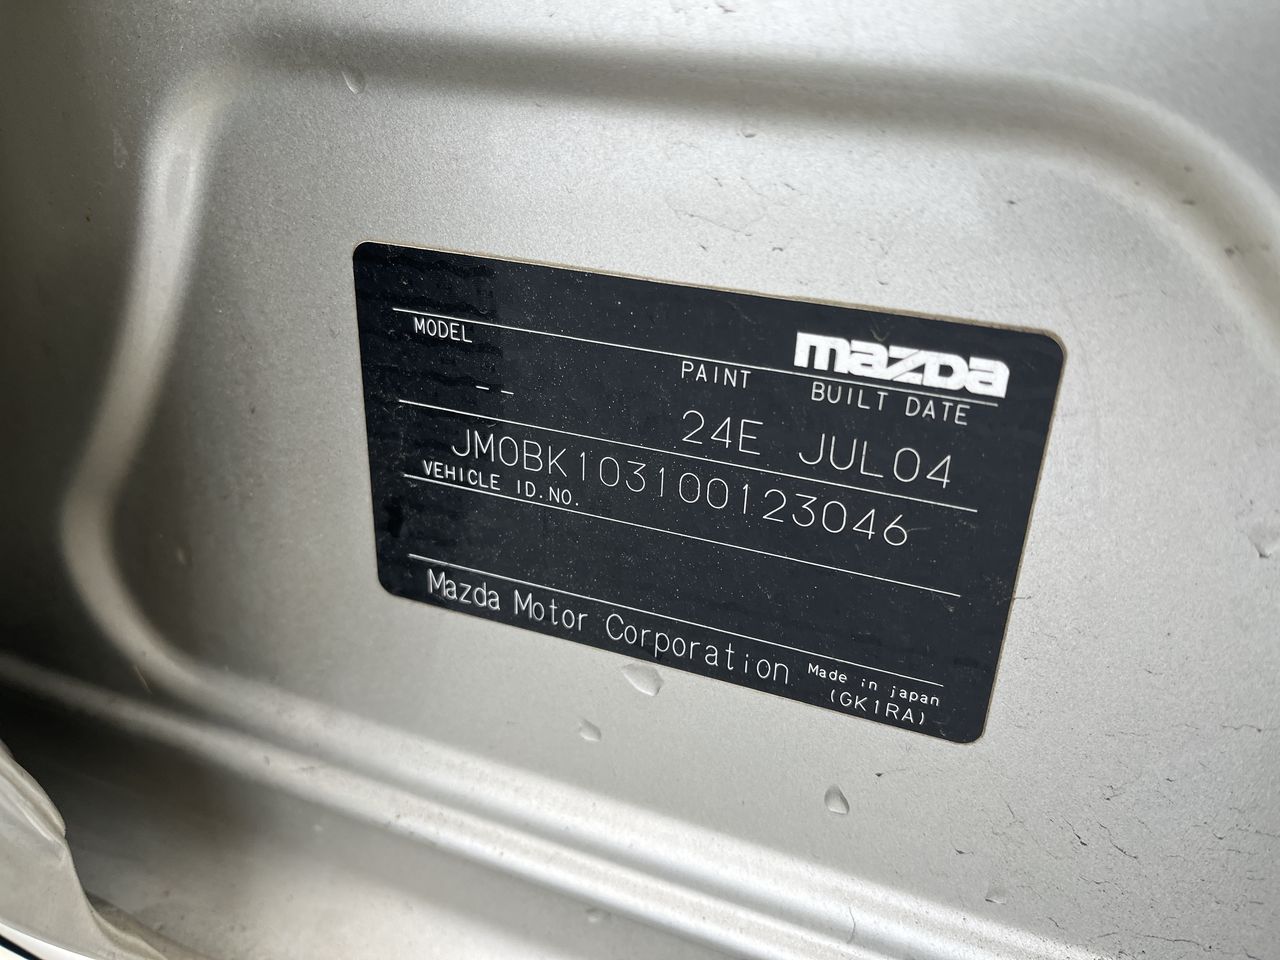 mazda
MODEL PAINT BUILT DATE
-- 24E JUL04
JM0BK103100123046
VEHICLE ID.NO.
Mazda Motor Corporation Made in japan
(GK1RA)